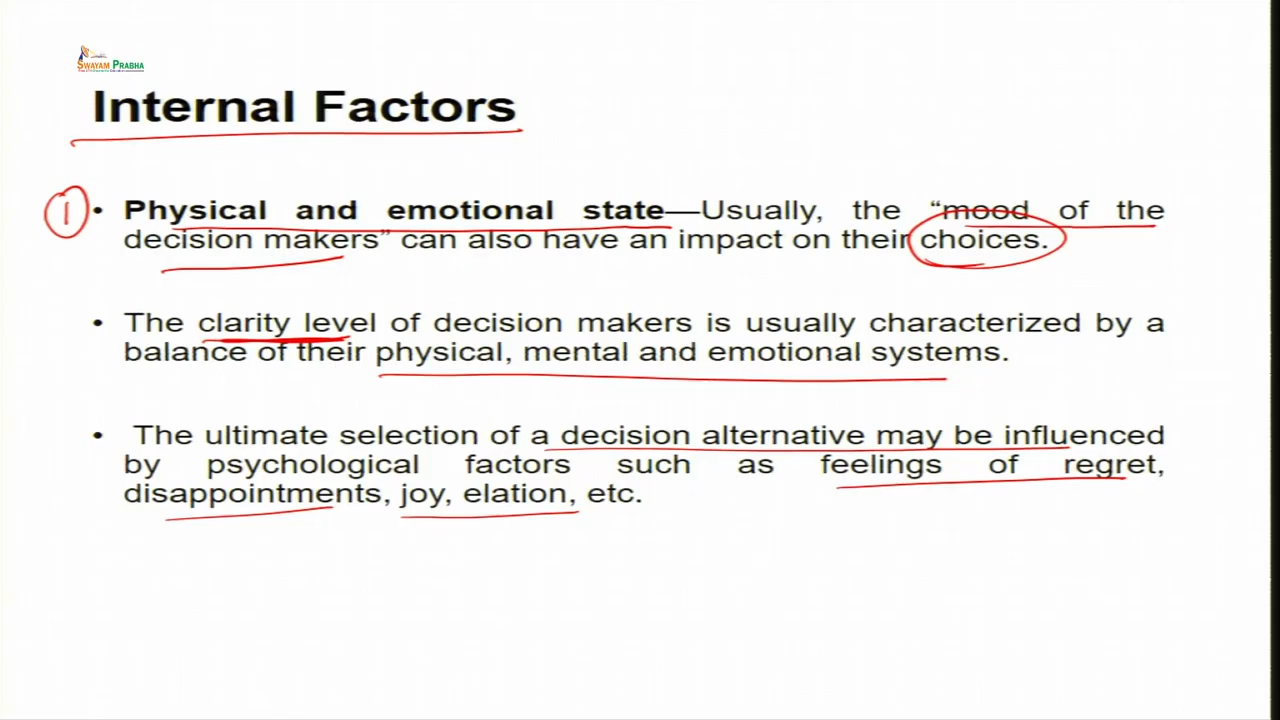 SWAYAM PRABHA
Internal Factors
1
• Physical and emotional state—Usually, the “mood of the
decision makers” can also have an impact on their choices.
• The clarity level of decision makers is usually characterized by a
balance of their physical, mental and emotional systems.
• The ultimate selection of a decision alternative may be influenced
by psychological factors such as feelings of regret,
disappointments, joy, elation, etc.